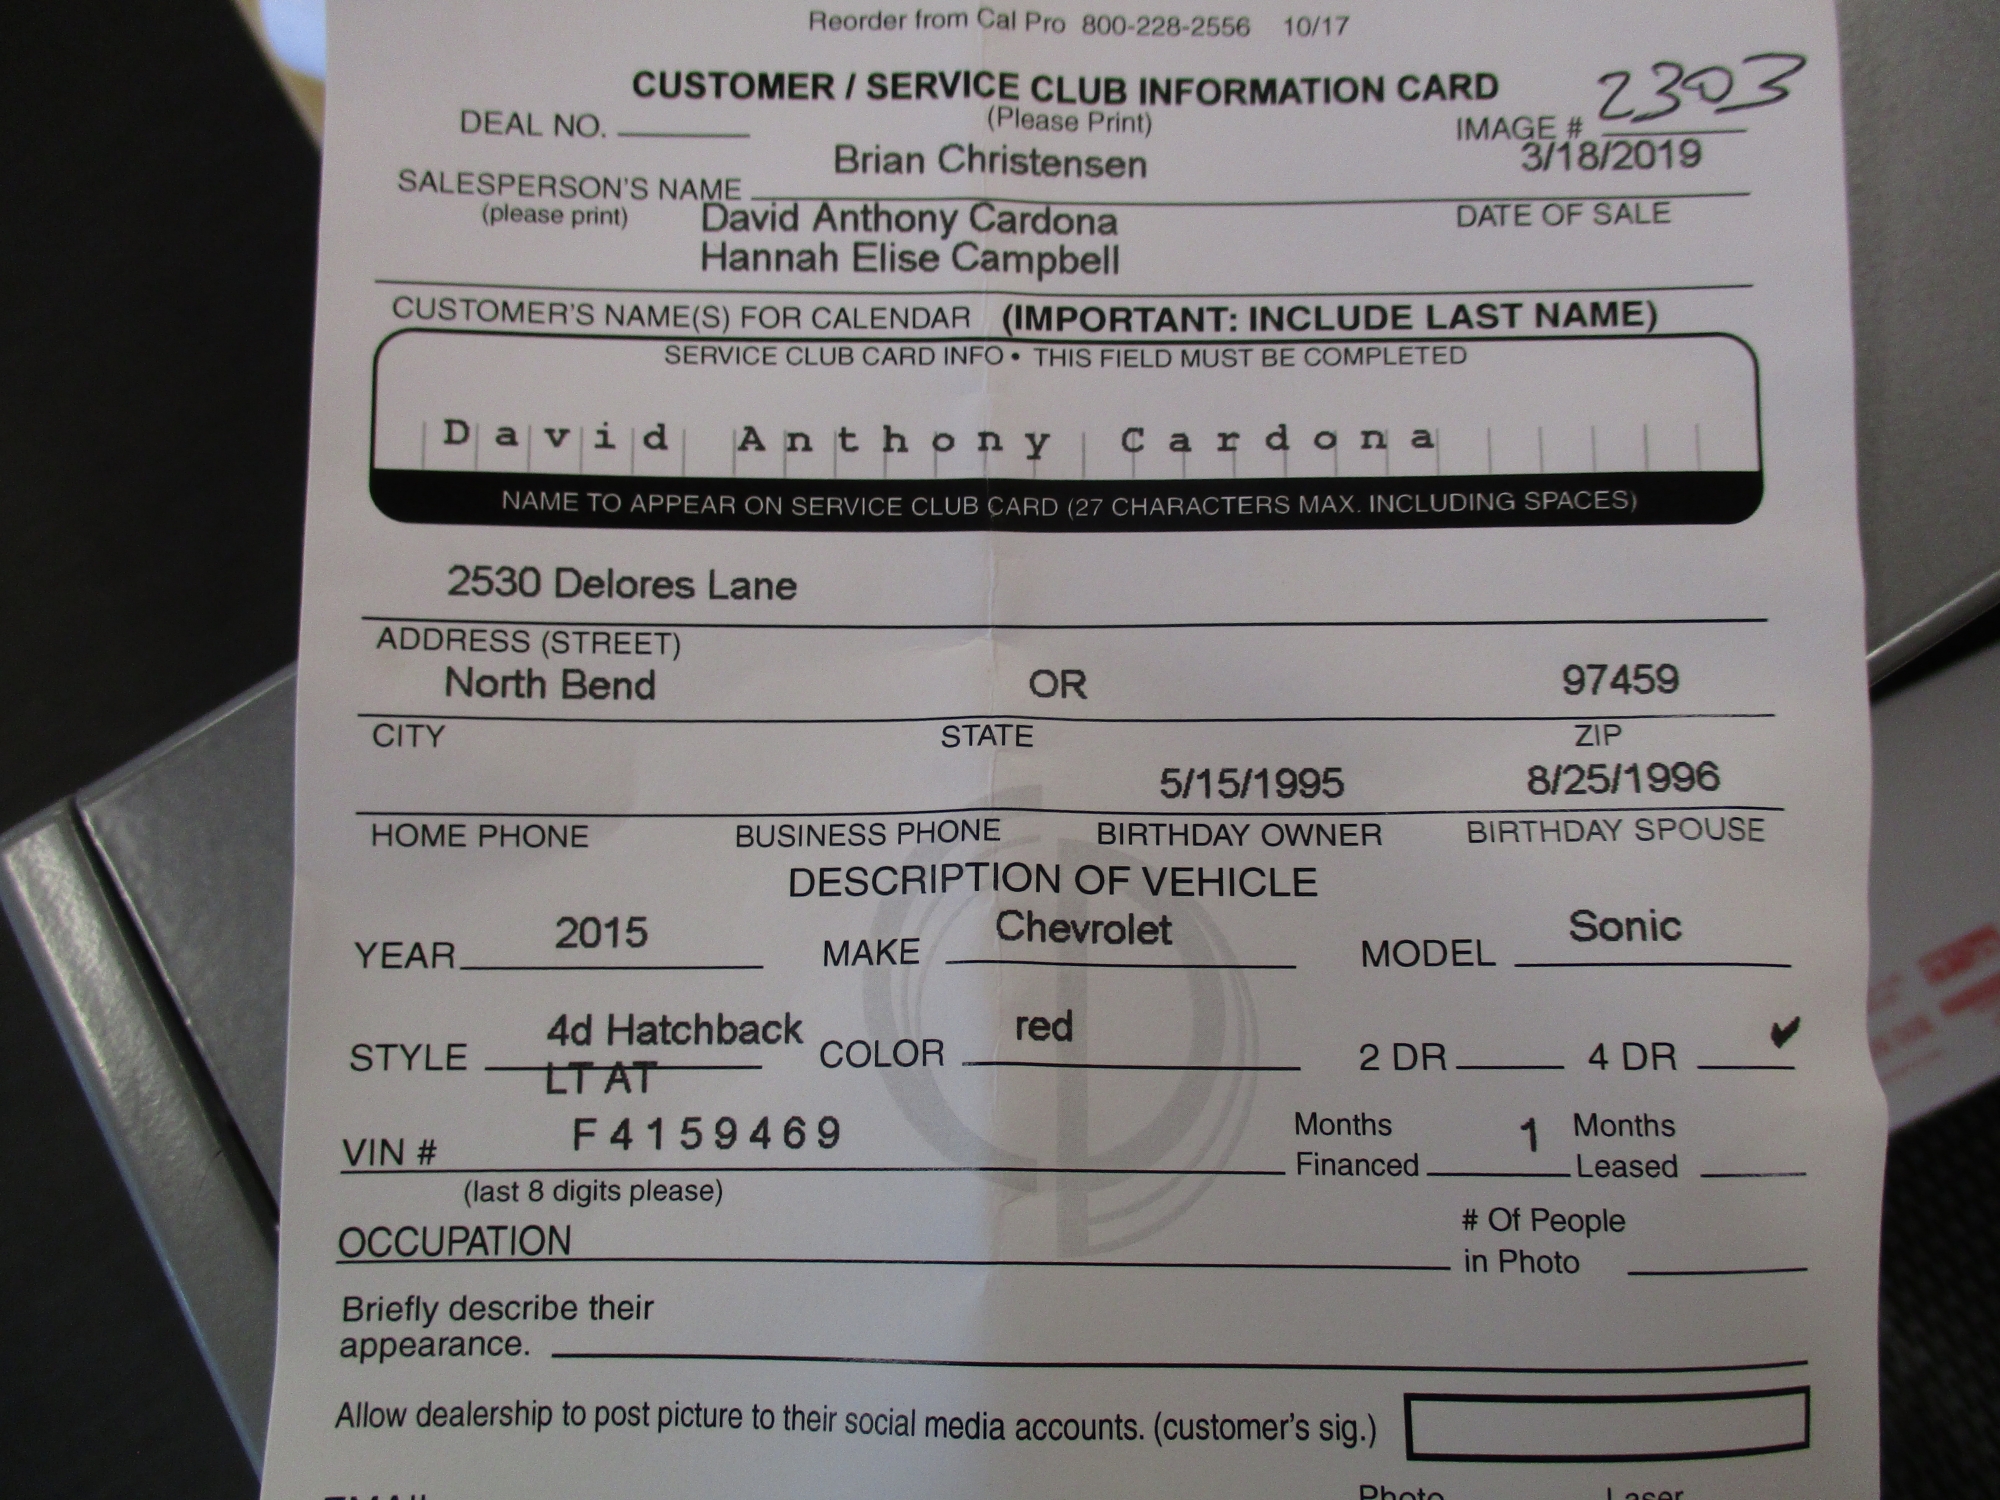 Reorder from Cal Pro 800-228-2556 10/17
CUSTOMER / SERVICE CLUB INFORMATION CARD
(Please Print)
DEAL NO.
IMAGE # 2303
Brian Christensen
3/18/2019
SALESPERSON'S NAME
(please print)
DATE OF SALE
David Anthony Cardona
Hannah Elise Campbell
CUSTOMER'S NAME(S) FOR CALENDAR (IMPORTANT: INCLUDE LAST NAME)
SERVICE CLUB CARD INFO • THIS FIELD MUST BE COMPLETED
David Anthony Cardona
NAME TO APPEAR ON SERVICE CLUB CARD (27 CHARACTERS MAX. INCLUDING SPACES)
2530 Delores Lane
ADDRESS (STREET)
North Bend OR 97459
CITY STATE ZIP
5/15/1995 8/25/1996
HOME PHONE BUSINESS PHONE BIRTHDAY OWNER BIRTHDAY SPOUSE
DESCRIPTION OF VEHICLE
YEAR 2015 MAKE Chevrolet MODEL Sonic
STYLE 4d Hatchback COLOR red 2 DR 4 DR ✔
LT AT
VIN # F4159469
(last 8 digits please)
Months Financed 1 Months Leased
OCCUPATION
# Of People
in Photo
Briefly describe their
appearance.
Allow dealership to post picture to their social media accounts. (customer's sig.)
Photo Laser